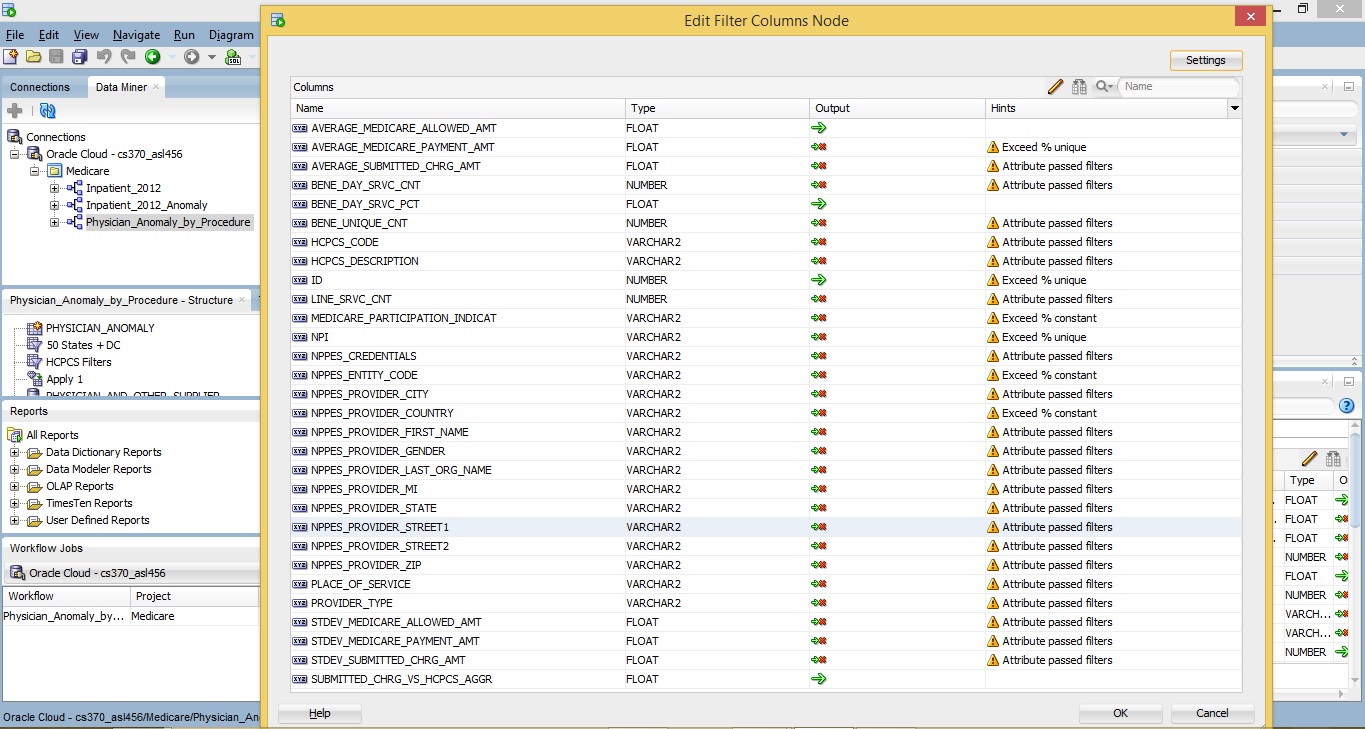 Edit Filter Columns Node
File Edit View Navigate Run Diagram
Settings
Connections Data Miner
Connections
Oracle Cloud - cs370_asl456
Medicare
Inpatient_2012
Inpatient_2012_Anomaly
Physician_Anomaly_by_Procedure
Physician_Anomaly_by_Procedure - Structure
PHYSICIAN_ANOMALY
50 States + DC
HCPCS Filters
Apply 1
PHYSICIAN_AND_OTHER_SUPPLIER
Reports
All Reports
Data Dictionary Reports
Data Modeler Reports
OLAP Reports
TimesTen Reports
User Defined Reports
Workflow Jobs
Oracle Cloud - cs370_asl456
Workflow Project
Physician_Anomaly_by... Medicare
Oracle Cloud - cs370_asl456/Medicare/Physician_An
Columns Name
Name Type Output Hints
AVERAGE_MEDICARE_ALLOWED_AMT FLOAT
AVERAGE_MEDICARE_PAYMENT_AMT FLOAT Exceed % unique
AVERAGE_SUBMITTED_CHRG_AMT FLOAT Attribute passed filters
BENE_DAY_SRVC_CNT NUMBER Attribute passed filters
BENE_DAY_SRVC_PCT FLOAT
BENE_UNIQUE_CNT NUMBER Attribute passed filters
HCPCS_CODE VARCHAR2 Attribute passed filters
HCPCS_DESCRIPTION VARCHAR2 Attribute passed filters
ID NUMBER Exceed % unique
LINE_SRVC_CNT NUMBER Attribute passed filters
MEDICARE_PARTICIPATION_INDICAT VARCHAR2 Exceed % constant
NPI VARCHAR2 Exceed % unique
NPPES_CREDENTIALS VARCHAR2 Attribute passed filters
NPPES_ENTITY_CODE VARCHAR2 Exceed % constant
NPPES_PROVIDER_CITY VARCHAR2 Attribute passed filters
NPPES_PROVIDER_COUNTRY VARCHAR2 Exceed % constant
NPPES_PROVIDER_FIRST_NAME VARCHAR2 Attribute passed filters
NPPES_PROVIDER_GENDER VARCHAR2 Attribute passed filters
NPPES_PROVIDER_LAST_ORG_NAME VARCHAR2 Attribute passed filters
NPPES_PROVIDER_MI VARCHAR2 Attribute passed filters
NPPES_PROVIDER_STATE VARCHAR2 Attribute passed filters
NPPES_PROVIDER_STREET1 VARCHAR2 Attribute passed filters
NPPES_PROVIDER_STREET2 VARCHAR2 Attribute passed filters
NPPES_PROVIDER_ZIP VARCHAR2 Attribute passed filters
PLACE_OF_SERVICE VARCHAR2 Attribute passed filters
PROVIDER_TYPE VARCHAR2 Attribute passed filters
STDEV_MEDICARE_ALLOWED_AMT FLOAT Attribute passed filters
STDEV_MEDICARE_PAYMENT_AMT FLOAT Attribute passed filters
STDEV_SUBMITTED_CHRG_AMT FLOAT Attribute passed filters
SUBMITTED_CHRG_VS_HCPCS_AGGR FLOAT
Help OK Cancel
Type O
FLOAT
FLOAT
FLOAT
NUMBER
FLOAT
NUMBER
VARCH...
VARCH...
NUMBER